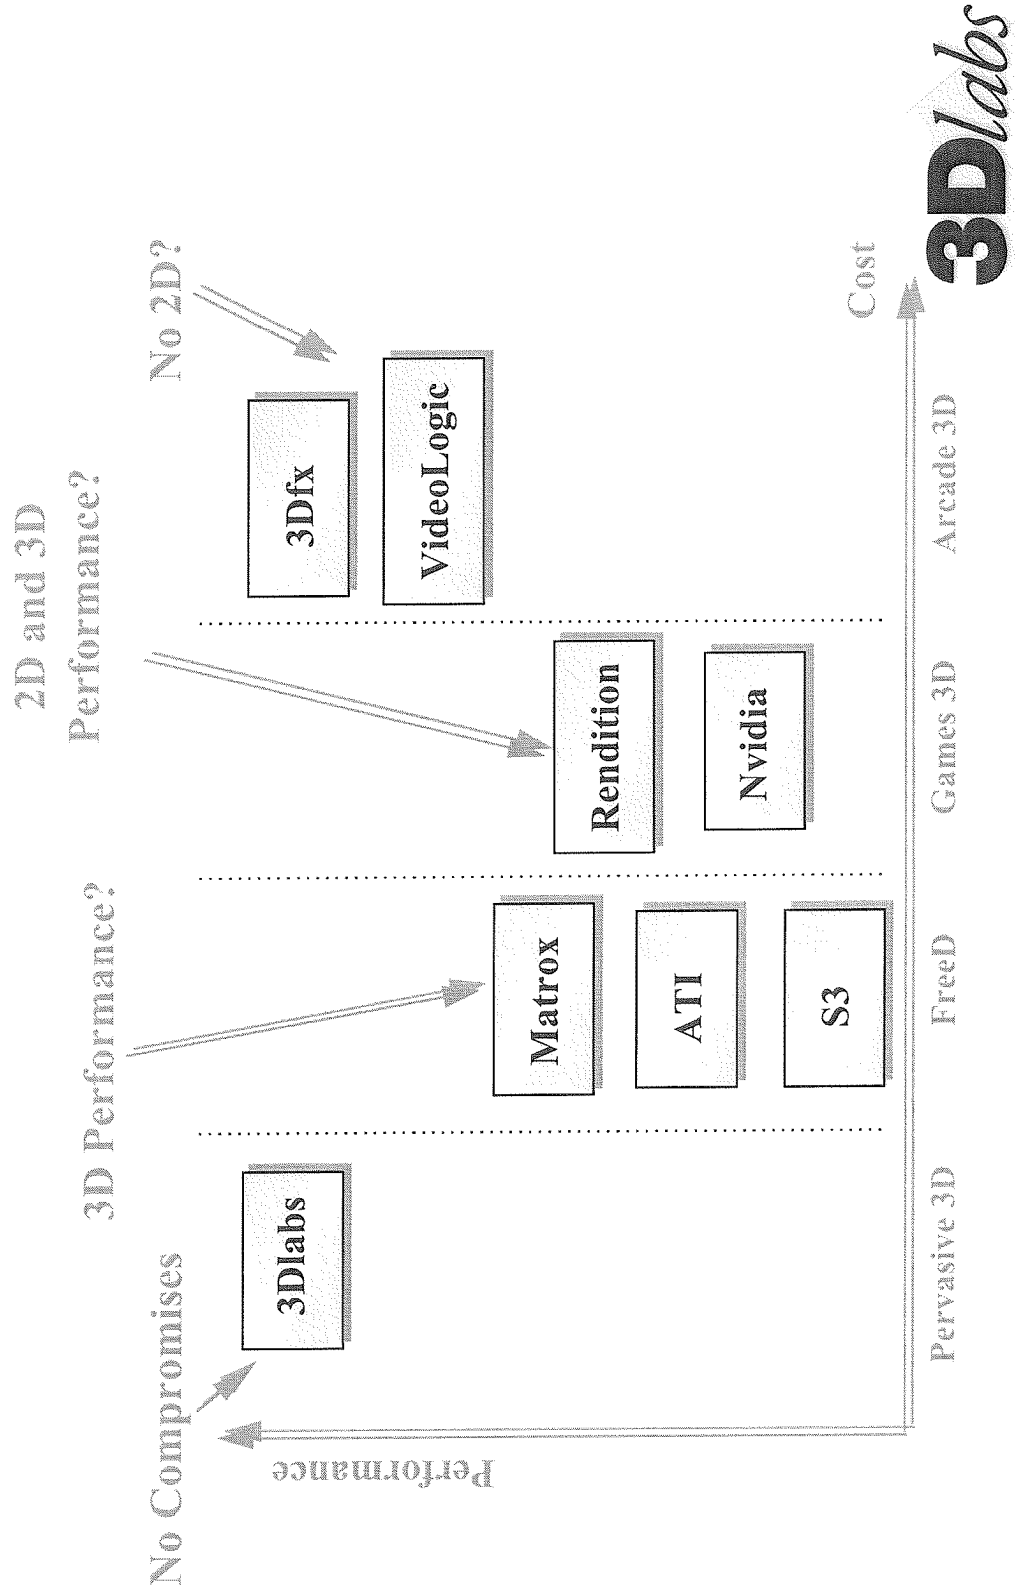 2D and 3D
Performance?
3D Performance?
No 2D?
No Compromises
3Dlabs
3Dfx
VideoLogic
Matrox
Rendition
ATI
Nvidia
S3
Performance
Cost
Pervasive 3D
FreeD
Games 3D
Arcade 3D
3Dlabs